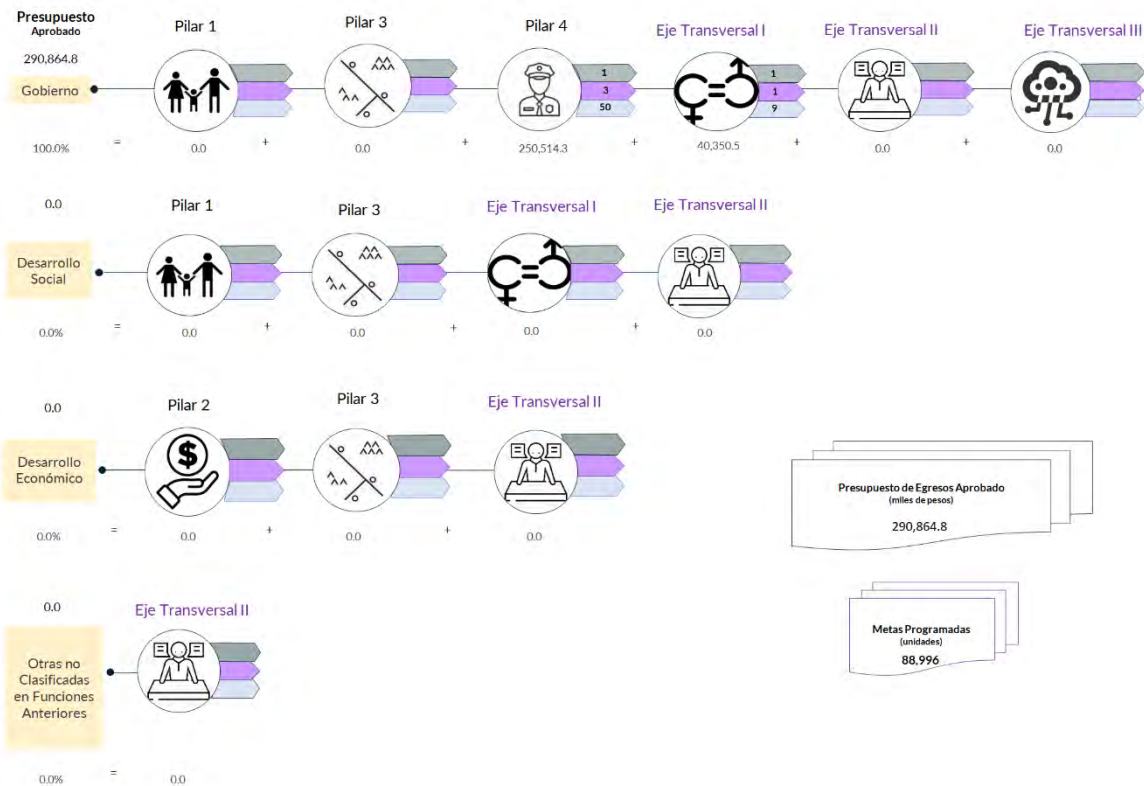 Presupuesto
Aprobado
290,864.8
Gobierno
100.0%
Pilar 1
Pilar 3
Pilar 4
Eje Transversal I
Eje Transversal II
Eje Transversal III
1
3
50
1
1
9
=
0.0
+
0.0
+
250,514.3
+
40,350.5
+
0.0
+
0.0
0.0
Desarrollo
Social
0.0%
Pilar 1
Pilar 3
Eje Transversal I
Eje Transversal II
=
0.0
+
0.0
+
0.0
+
0.0
0.0
Desarrollo
Económico
0.0%
Pilar 2
Pilar 3
Eje Transversal II
$
=
0.0
+
0.0
+
0.0
Presupuesto de Egresos Aprobado
(miles de pesos)
290,864.8
Metas Programadas
(unidades)
88,996
0.0
Otras no
Clasificadas
en Funciones
Anteriores
0.0%
Eje Transversal II
=
0.0